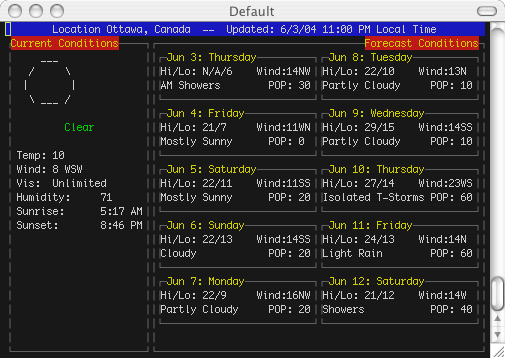 Default
Location Ottawa, Canada -- Updated: 6/3/04 11:00 PM Local Time
Current Conditions
Clear
Temp: 10
Wind: 8 WSW
Vis: Unlimited
Humidity: 71
Sunrise: 5:17 AM
Sunset: 8:46 PM
Forecast Conditions
Jun 3: Thursday
Hi/Lo: N/A/6 Wind:14NW
AM Showers POP: 30
Jun 4: Friday
Hi/Lo: 21/7 Wind:11WN
Mostly Sunny POP: 0
Jun 5: Saturday
Hi/Lo: 22/11 Wind:11SS
Mostly Sunny POP: 20
Jun 6: Sunday
Hi/Lo: 22/13 Wind:14SS
Cloudy POP: 20
Jun 7: Monday
Hi/Lo: 22/9 Wind:16NW
Partly Cloudy POP: 20
Jun 8: Tuesday
Hi/Lo: 22/10 Wind:13N
Partly Cloudy POP: 10
Jun 9: Wednesday
Hi/Lo: 29/15 Wind:14SS
Partly Cloudy POP: 10
Jun 10: Thursday
Hi/Lo: 27/14 Wind:23WS
Isolated T-Storms POP: 20
Jun 11: Friday
Hi/Lo: 24/13 Wind:14N
Light Rain POP: 60
Jun 12: Saturday
Hi/Lo: 21/12 Wind:14W
Showers POP: 40